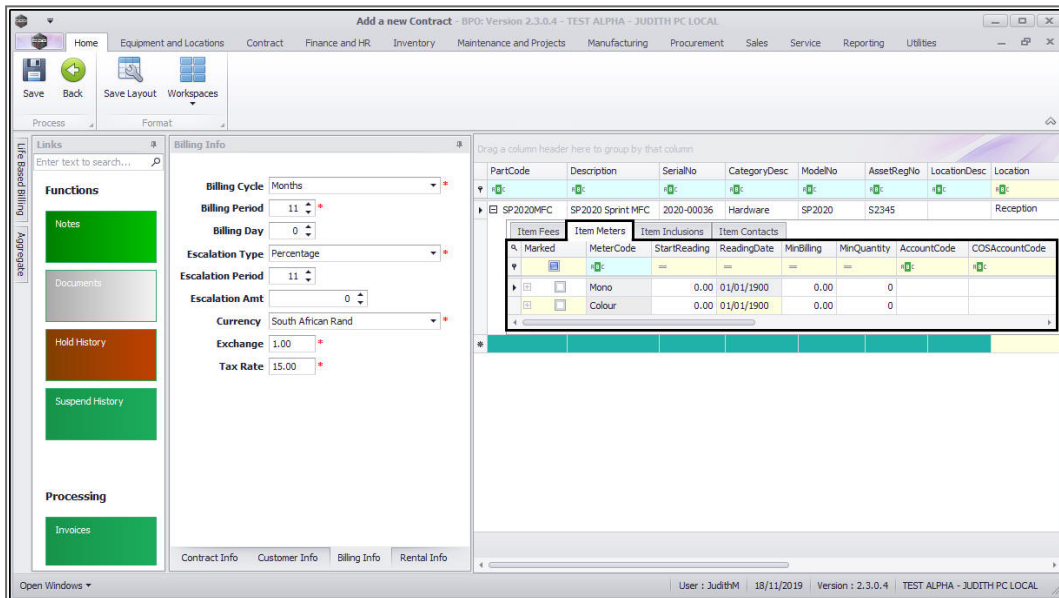 Add a new Contract - BPO: Version 2.3.0.4 - TEST ALPHA - JUDITH PC LOCAL
Home Equipment and Locations Contract Finance and HR Inventory Maintenance and Projects Manufacturing Procurement Sales Service Reporting Utilities
Save Back Save Layout Workspaces
Process Format
Life Based Billing
Aggregate
Links
Enter text to search...
Functions
Notes
Documents
Hold History
Suspend History
Processing
Invoices
Billing Info
Billing Cycle Months *
Billing Period 11 *
Billing Day 0
Escalation Type Percentage *
Escalation Period 11
Escalation Amt 0
Currency South African Rand *
Exchange 1.00 *
Tax Rate 15.00 *
Contract Info Customer Info Billing Info Rental Info
Drag a column header here to group by that column
PartCode Description SerialNo CategoryDesc ModelNo AssetRegNo LocationDesc Location
SP2020MFC SP2020 Sprint MFC 2020-00036 Hardware SP2020 S2345 Reception
Item Fees Item Meters Item Inclusions Item Contacts
Marked MeterCode StartReading ReadingDate MinBilling MinQuantity AccountCode COSAccountCode
= = = =
Mono 0.00 01/01/1900 0.00 0
Colour 0.00 01/01/1900 0.00 0
Open Windows
User : JudithM 18/11/2019 Version : 2.3.0.4 TEST ALPHA - JUDITH PC LOCAL